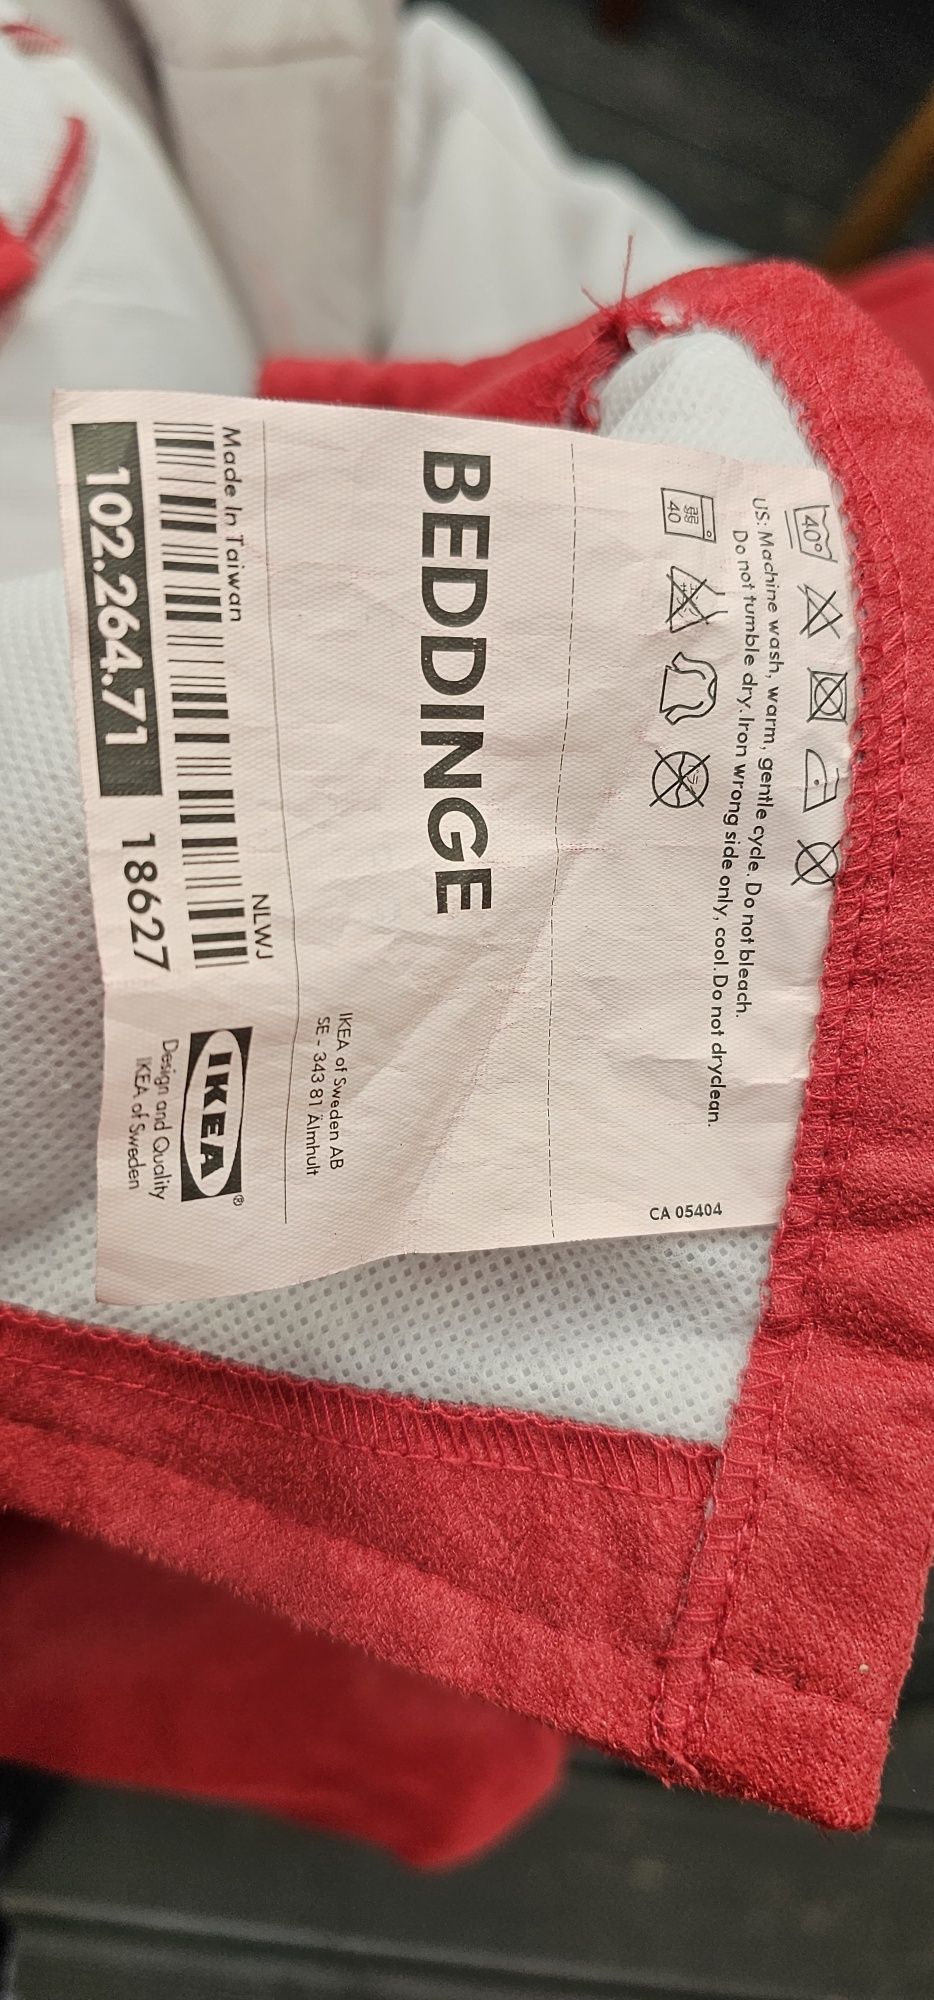 40°
US: Machine wash, warm, gentle cycle. Do not bleach.
Do not tumble dry. Iron wrong side only, cool. Do not dryclean.
弱
40
CA 05404
BEDDINGE
IKEA of Sweden AB
SE - 343 81 Älmhult
Made In Taiwan
NLWJ
102.264.71
18627
IKEA®
Design and Quality
IKEA of Sweden